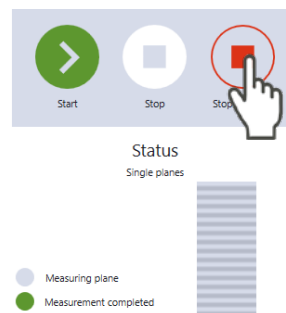 Start
Stop
Stop
Status
Single planes
Measuring plane
Measurement completed